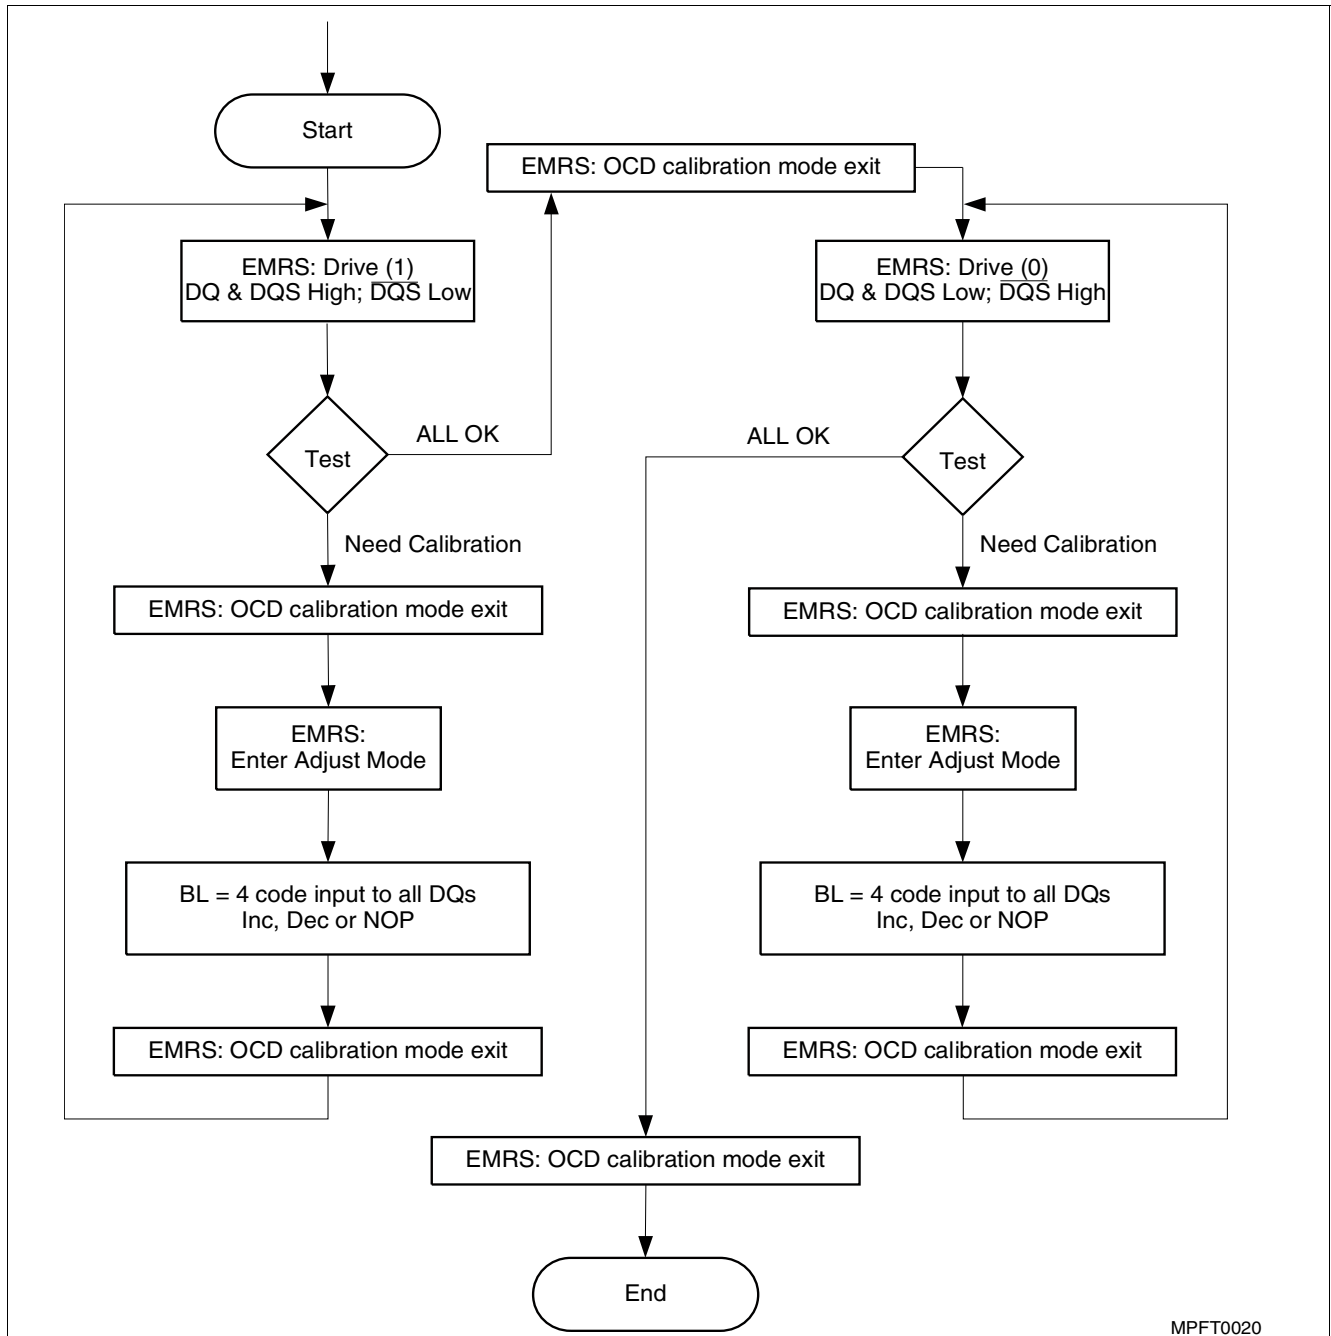 Start
EMRS: OCD calibration mode exit
EMRS: Drive (1)
DQ & DQS High; D̅Q̅S̅ Low
ALL OK
Test
Need Calibration
EMRS: OCD calibration mode exit
EMRS:
Enter Adjust Mode
BL = 4 code input to all DQs
Inc, Dec or NOP
EMRS: OCD calibration mode exit
EMRS: Drive (0)
DQ & DQS Low; D̅Q̅S̅ High
ALL OK
Test
Need Calibration
EMRS: OCD calibration mode exit
EMRS:
Enter Adjust Mode
BL = 4 code input to all DQs
Inc, Dec or NOP
EMRS: OCD calibration mode exit
EMRS: OCD calibration mode exit
End
MPFT0020